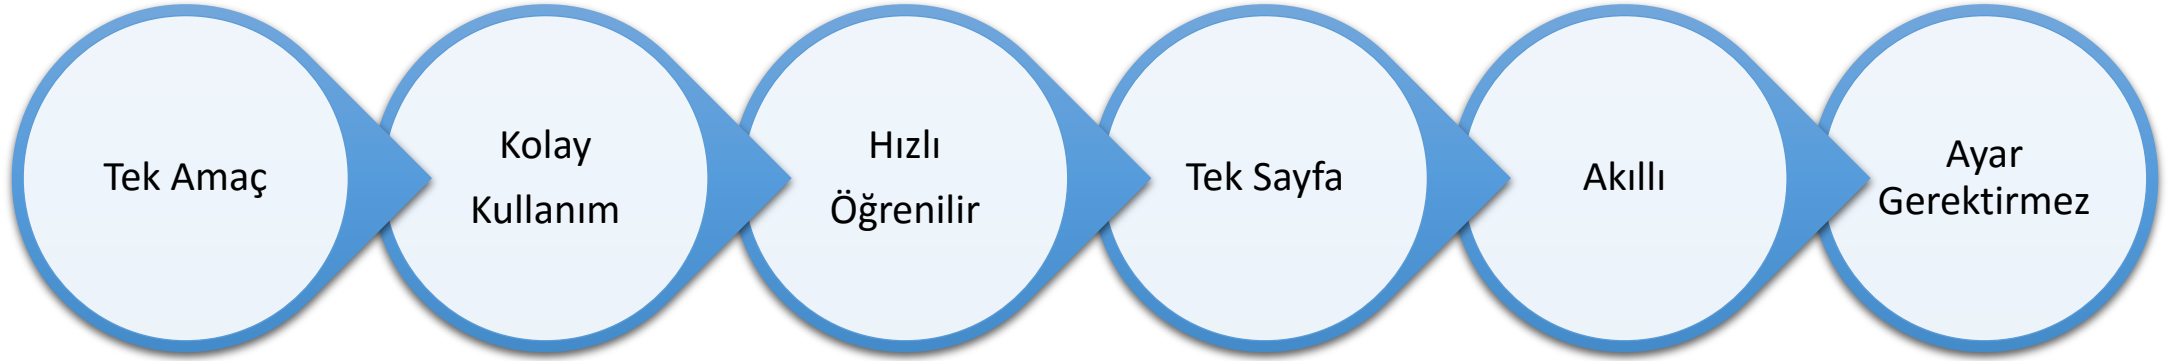 Tek Amaç
Kolay
Kullanım
Hızlı
Öğrenilir
Tek Sayfa
Akıllı
Ayar
Gerektirmez